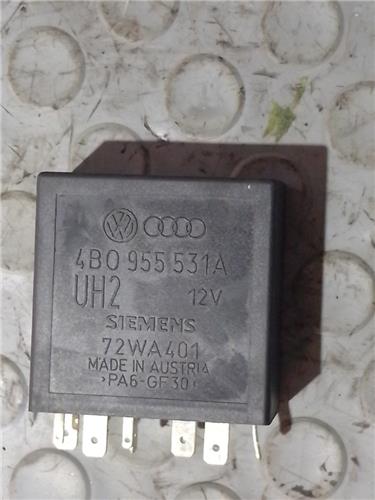 4B0 955 531A
UH2 12V
SIEMENS
72WA401
MADE IN AUSTRIA
>PA6-GF30<